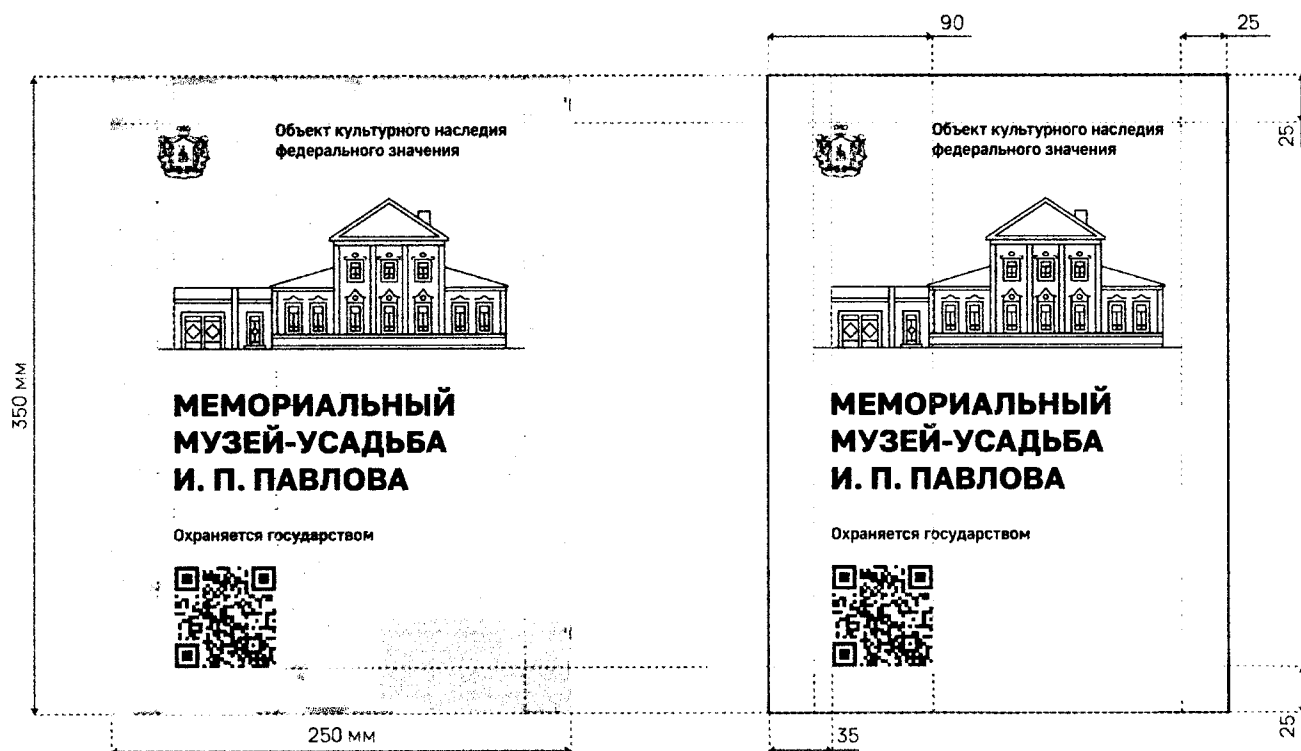 90
25
Объект культурного наследия
федерального значения
МЕМОРИАЛЬНЫЙ
МУЗЕЙ-УСАДЬБА
И. П. ПАВЛОВА
Охраняется государством
350 мм
250 мм
Объект культурного наследия
федерального значения
МЕМОРИАЛЬНЫЙ
МУЗЕЙ-УСАДЬБА
И. П. ПАВЛОВА
Охраняется государством
25
25
35